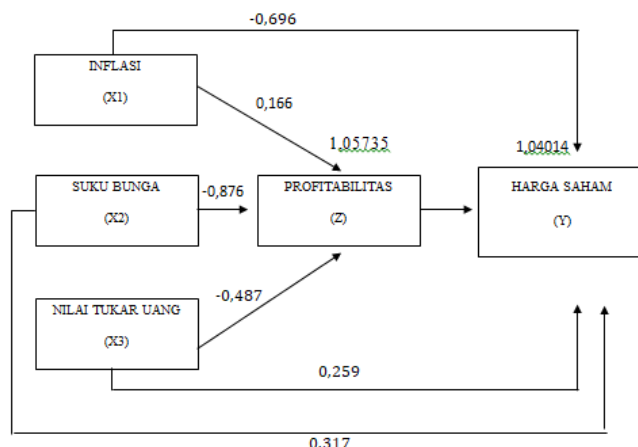 -0,696
INFLASI
(X1)
0,166
1,05735
1,04014
SUKU BUNGA
(X2)
-0,876
PROFITABILITAS
(Z)
HARGA SAHAM
(Y)
-0,487
NILAI TUKAR UANG
(X3)
0,259
0,317